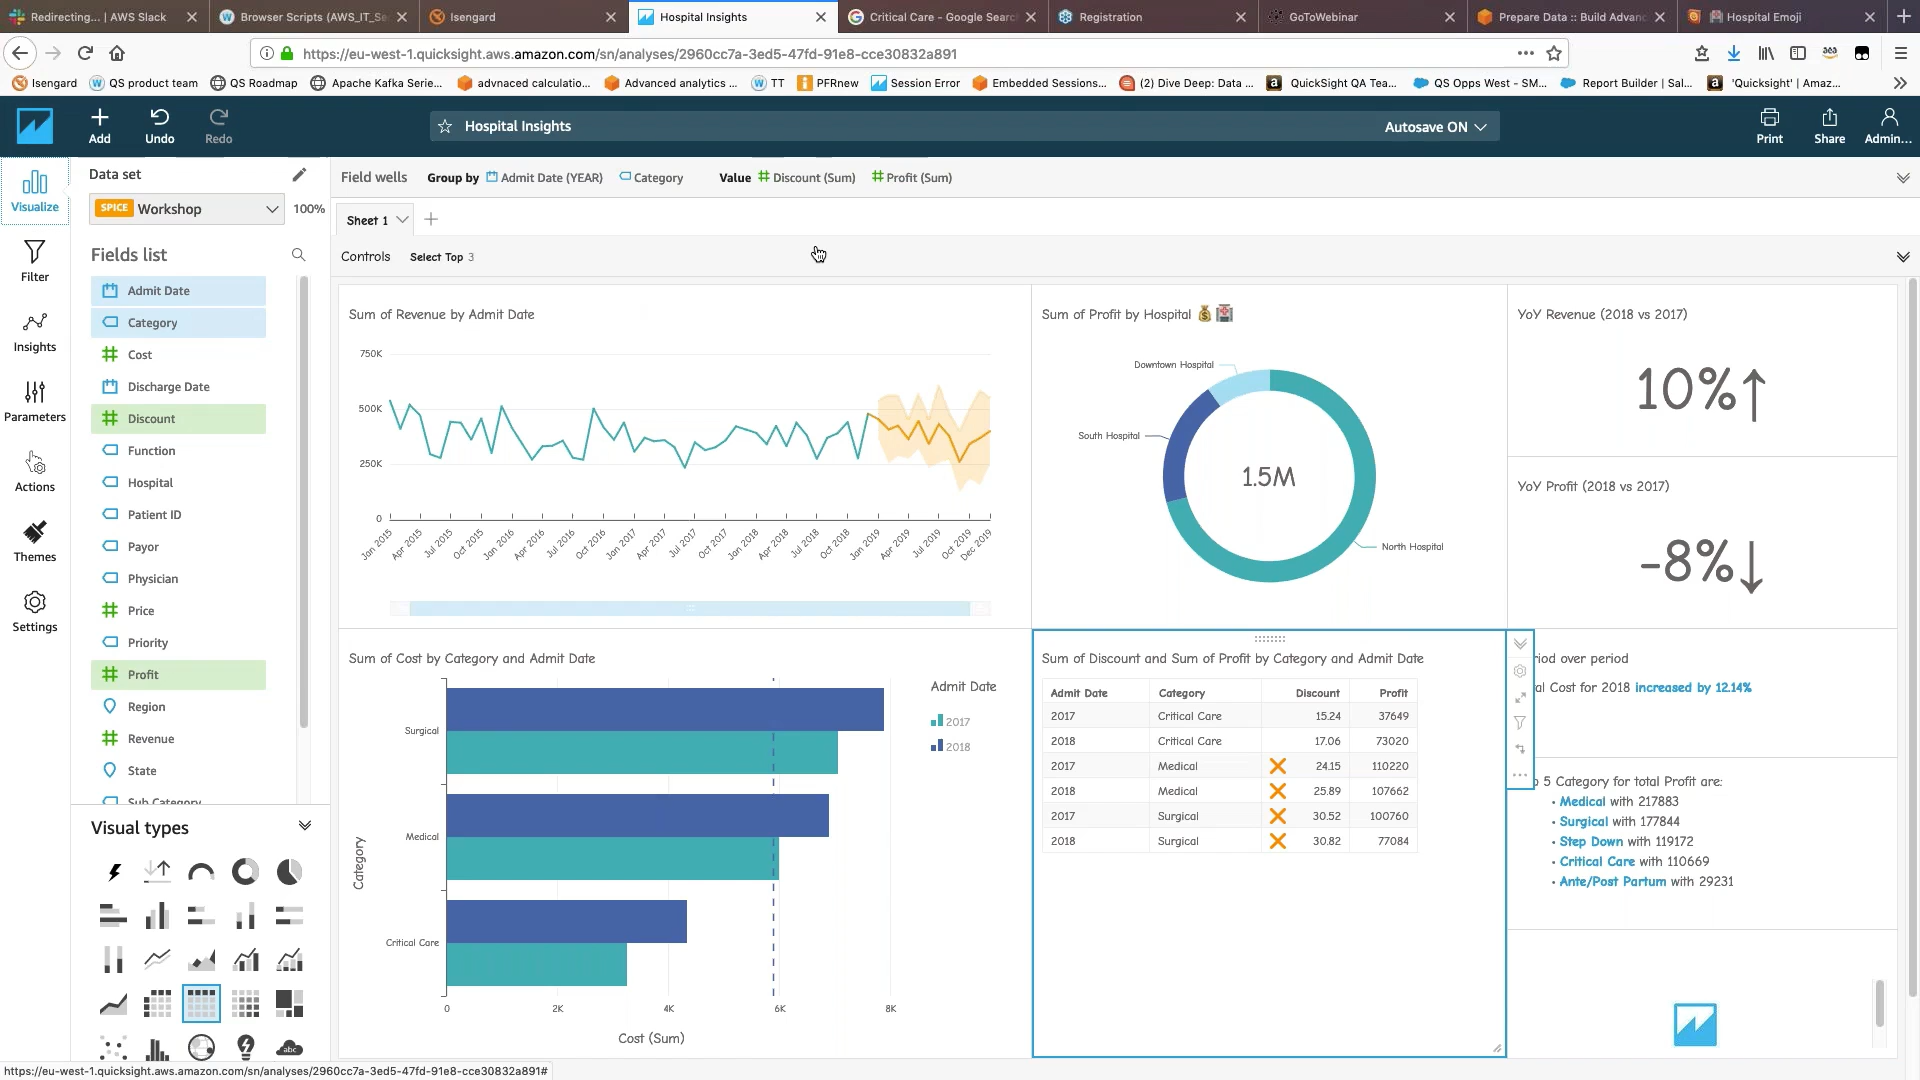 Redirecting... | AWS Slack
Browser Scripts (AWS_IT_Se
Isengard
Hospital Insights
Critical Care - Google Search
Registration
GoToWebinar
Prepare Data :: Build Advanc
Hospital Emoji
https://eu-west-1.quicksight.aws.amazon.com/sn/analyses/2960cc7a-3ed5-47fd-91e8-cce30832a891
Isengard
QS product team
QS Roadmap
Apache Kafka Serie...
advnaced calculatio...
Advanced analytics ...
TT
PFRnew
Session Error
Embedded Sessions...
(2) Dive Deep: Data ...
QuickSight QA Tea...
QS Opps West - SM...
Report Builder | Sal...
'Quicksight' | Amaz...
Add
Undo
Redo
Hospital Insights
Autosave ON
Print
Share
Admin...
Visualize
Filter
Insights
Parameters
Actions
Themes
Settings
Data set
SPICE Workshop
100%
Fields list
Admit Date
Category
Cost
Discharge Date
Discount
Function
Hospital
Patient ID
Payor
Physician
Price
Priority
Profit
Region
Revenue
State
Sub Category
Visual types
abc
Field wells Group by Admit Date (YEAR) Category Value Discount (Sum) Profit (Sum)
Sheet 1
Controls Select Top 3
Sum of Revenue by Admit Date
750K
500K
250K
0
Jan 2015 Apr 2015 Jul 2015 Oct 2015 Jan 2016 Apr 2016 Jul 2016 Oct 2016 Jan 2017 Apr 2017 Jul 2017 Oct 2017 Jan 2018 Apr 2018 Jul 2018 Oct 2018 Jan 2019 Apr 2019 Jul 2019 Oct 2019 Dec 2019
Sum of Profit by Hospital 💰🏥
Downtown Hospital
South Hospital
1.5M
North Hospital
YoY Revenue (2018 vs 2017)
10%↑
YoY Profit (2018 vs 2017)
-8%↓
Sum of Cost by Category and Admit Date
Category
Surgical
Medical
Critical Care
0 2K 4K 6K 8K
Cost (Sum)
Admit Date
2017
2018
Sum of Discount and Sum of Profit by Category and Admit Date
Admit Date Category Discount Profit
2017 Critical Care 15.24 37649
2018 Critical Care 17.06 73020
2017 Medical 24.15 110220
2018 Medical 25.89 107662
2017 Surgical 30.52 100760
2018 Surgical 30.82 77084
iod over period
al Cost for 2018 increased by 12.14%
5 Category for total Profit are:
• Medical with 217883
• Surgical with 177844
• Step Down with 119172
• Critical Care with 110669
• Ante/Post Partum with 29231
https://eu-west-1.quicksight.aws.amazon.com/sn/analyses/2960cc7a-3ed5-47fd-91e8-cce30832a891#